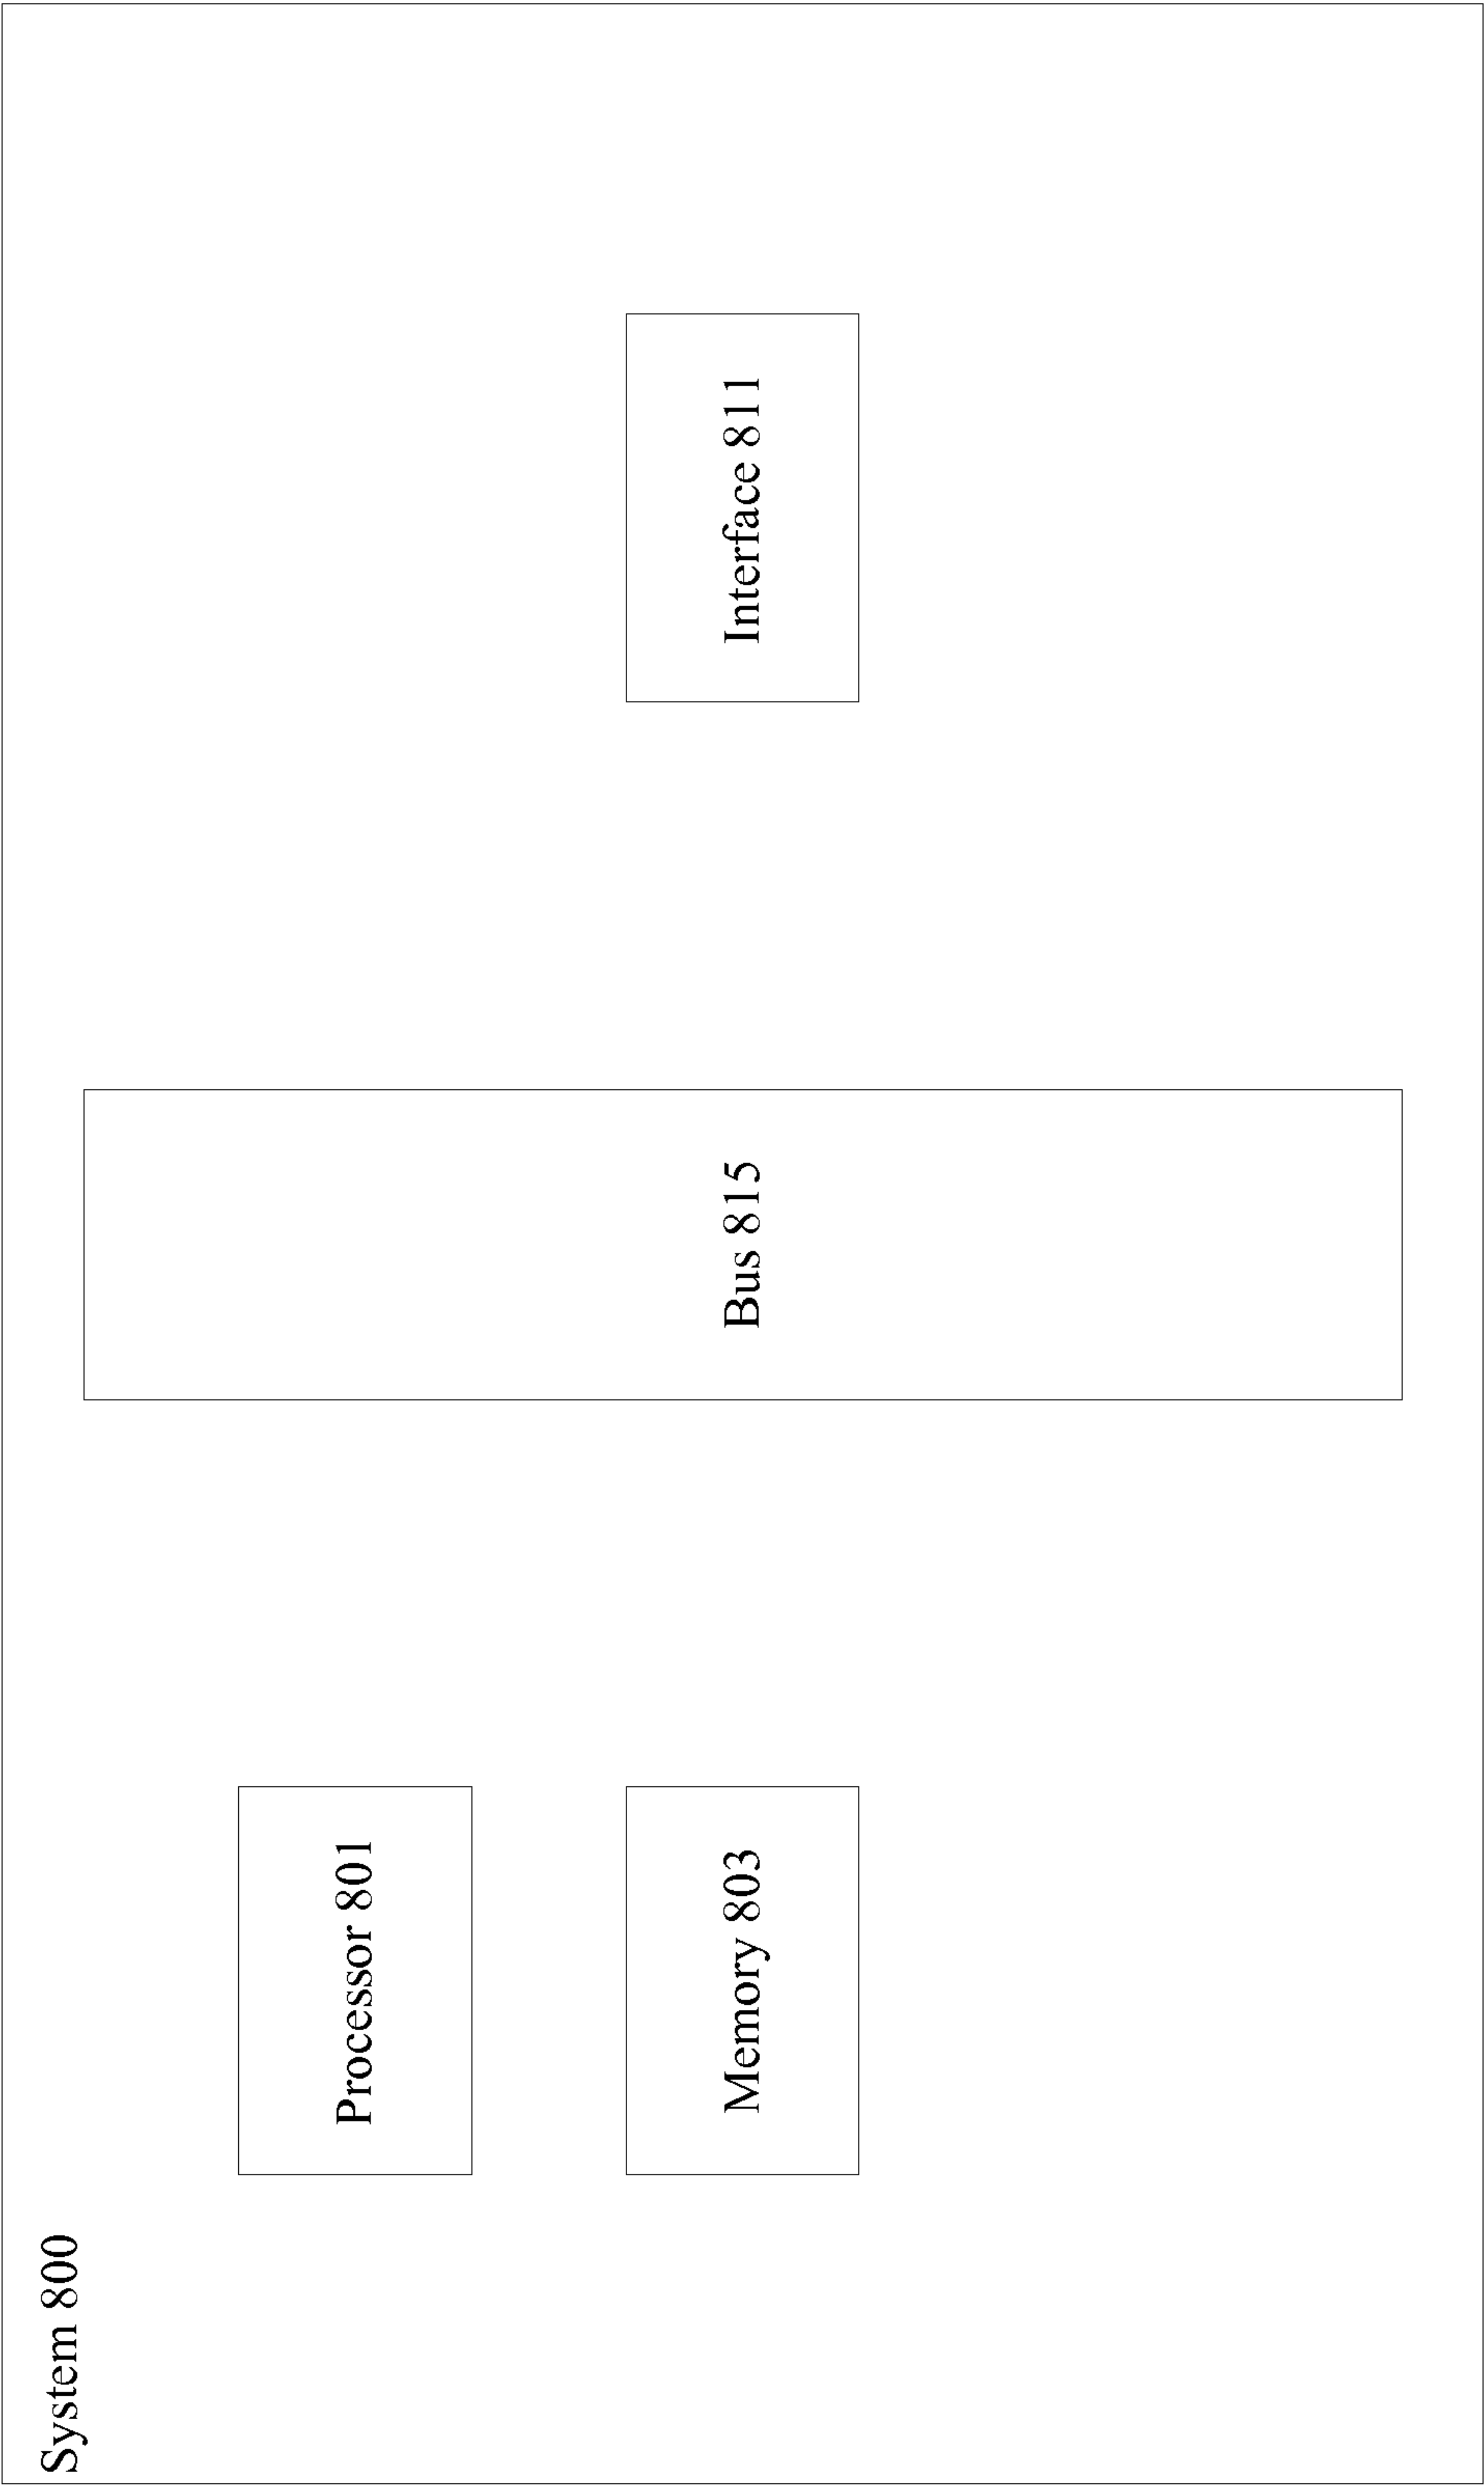 System 800
Processor 801
Memory 803
Bus 815
Interface 811